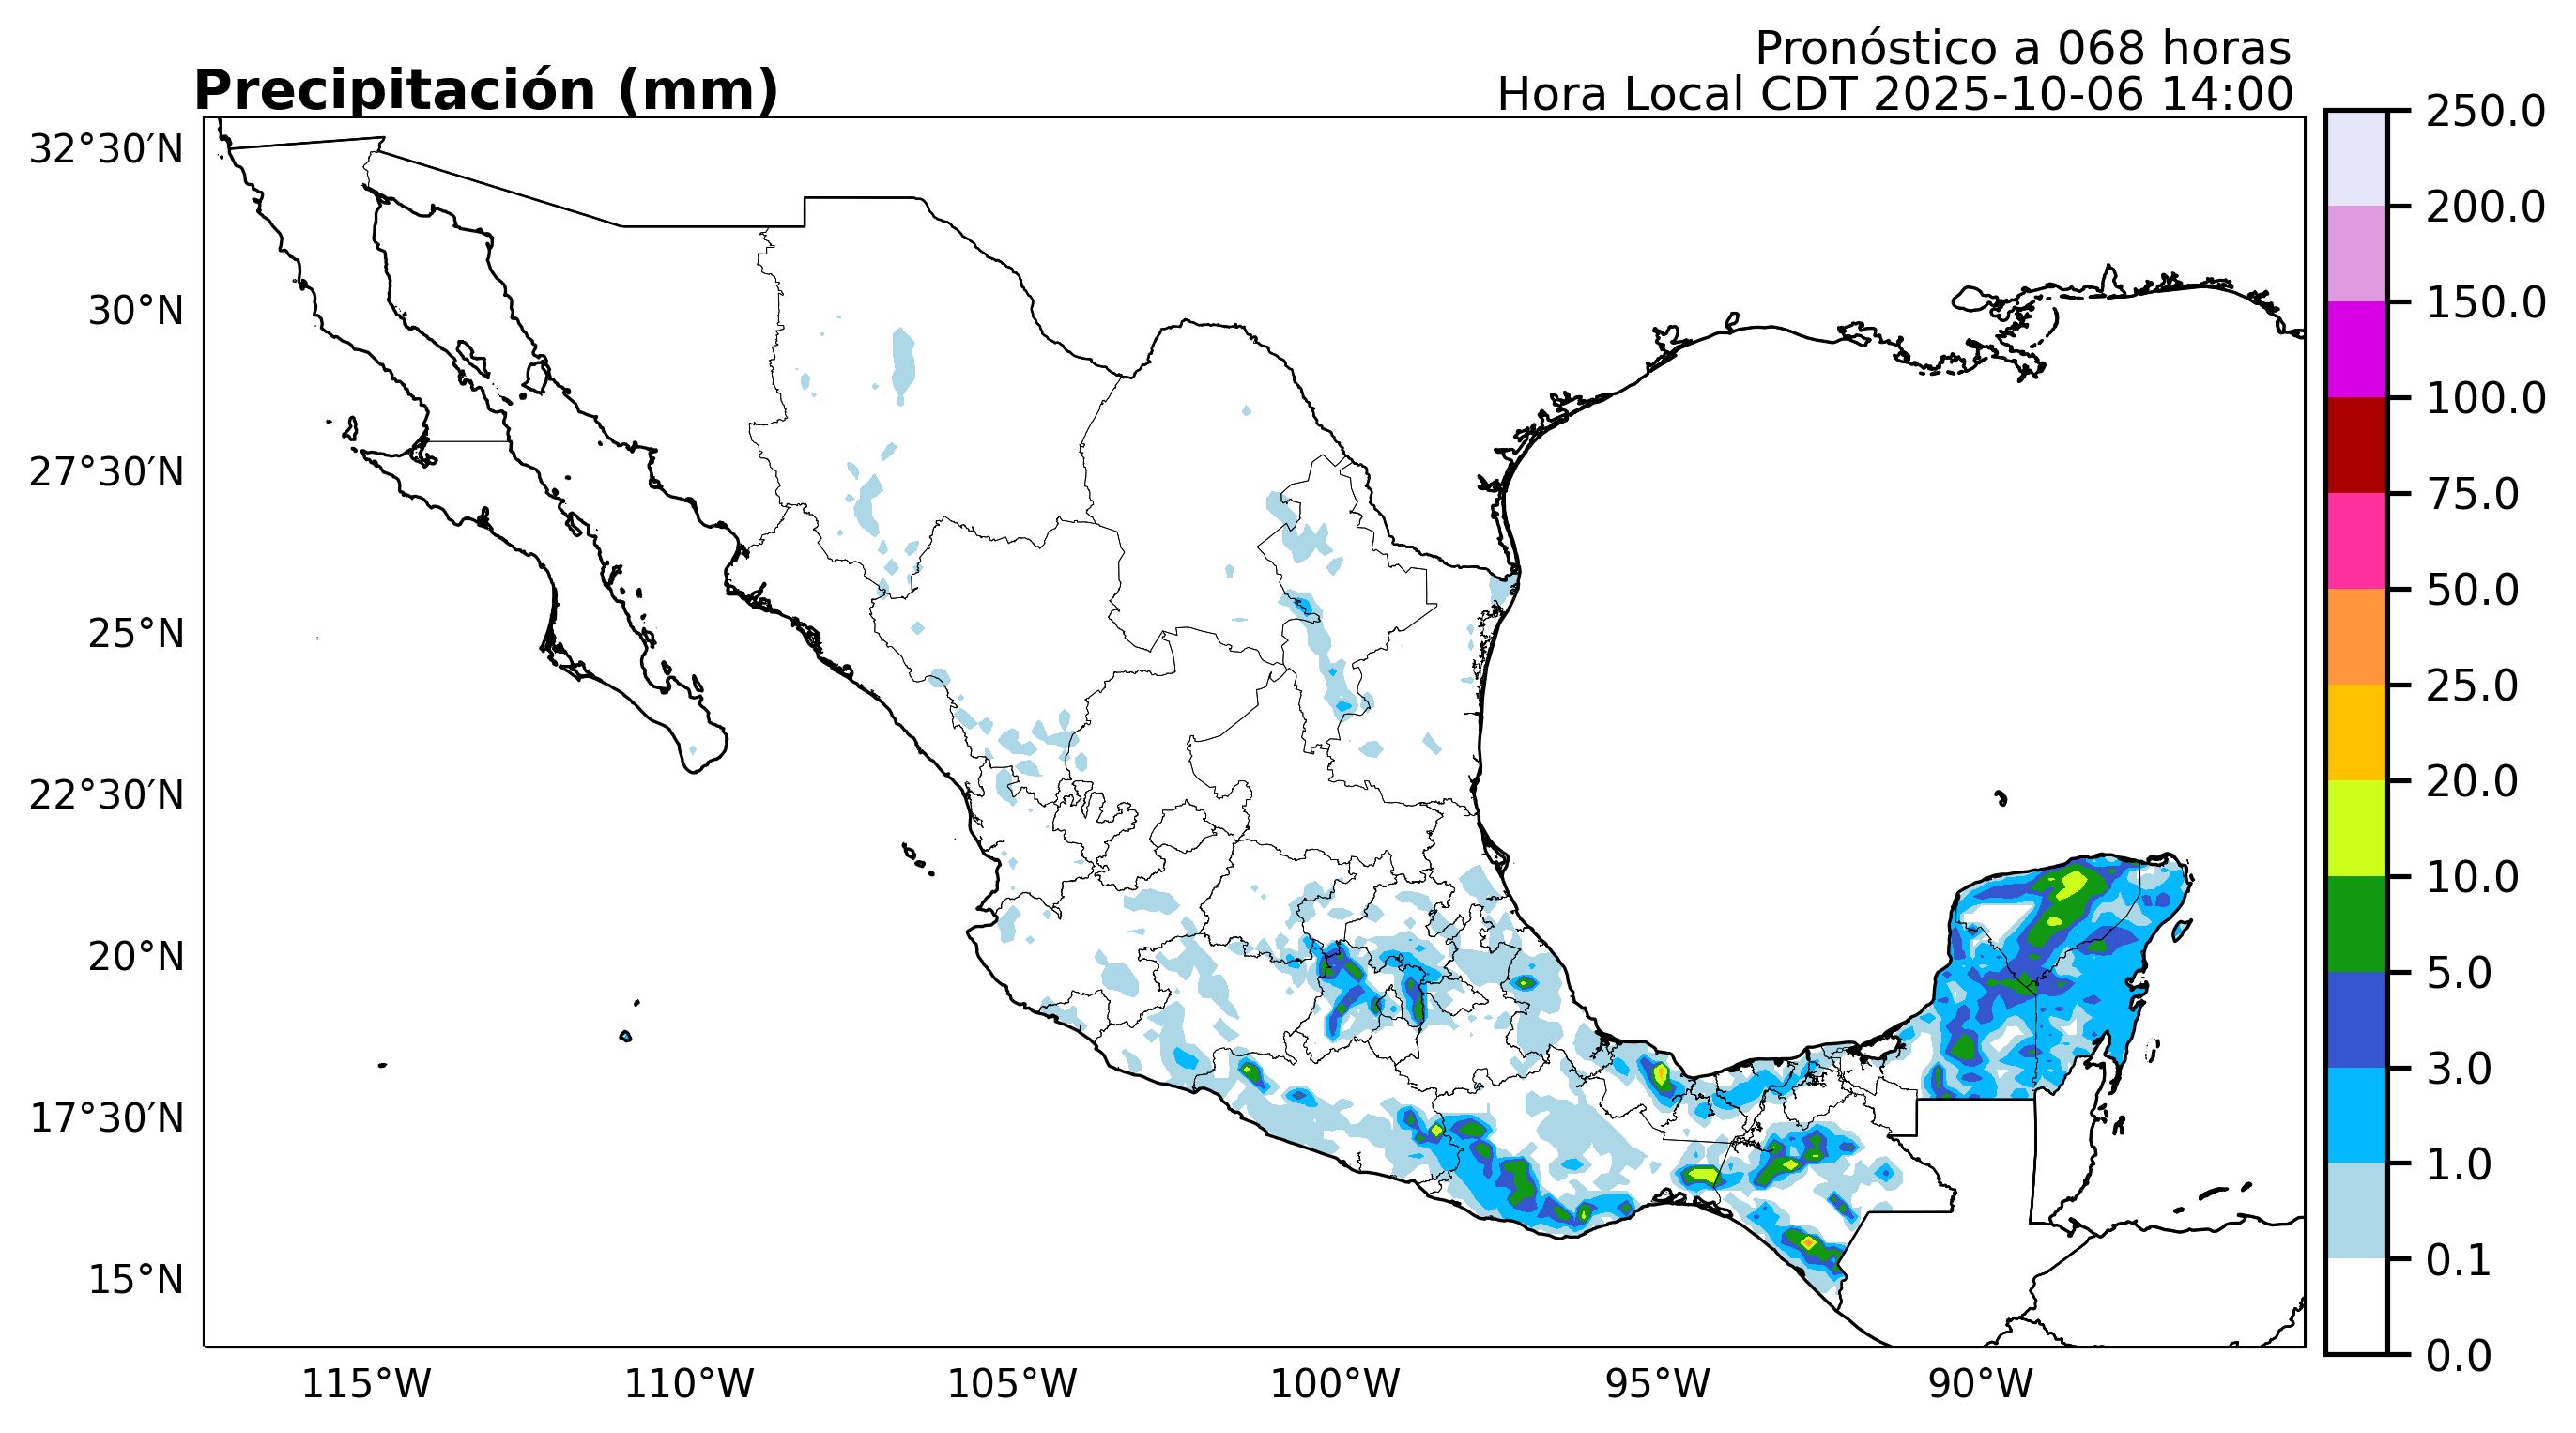 Pronóstico a 068 horas
Precipitación (mm)
Hora Local CDT 2025-10-06 14:00
32°30′N
30°N
27°30′N
25°N
22°30′N
20°N
17°30′N
15°N
115°W
110°W
105°W
100°W
95°W
90°W
250.0
200.0
150.0
100.0
75.0
50.0
25.0
20.0
10.0
5.0
3.0
1.0
0.1
0.0